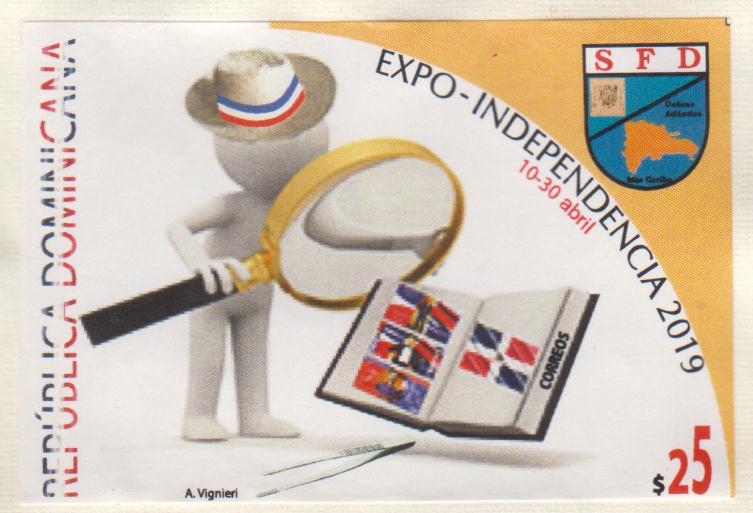 REPÚBLICA DOMINICANA
EXPO - INDEPENDENCIA 2019
10-30 abril
S F D
Océano
Atlántico
Mar Caribe
CORREOS
A. Vignieri
$25